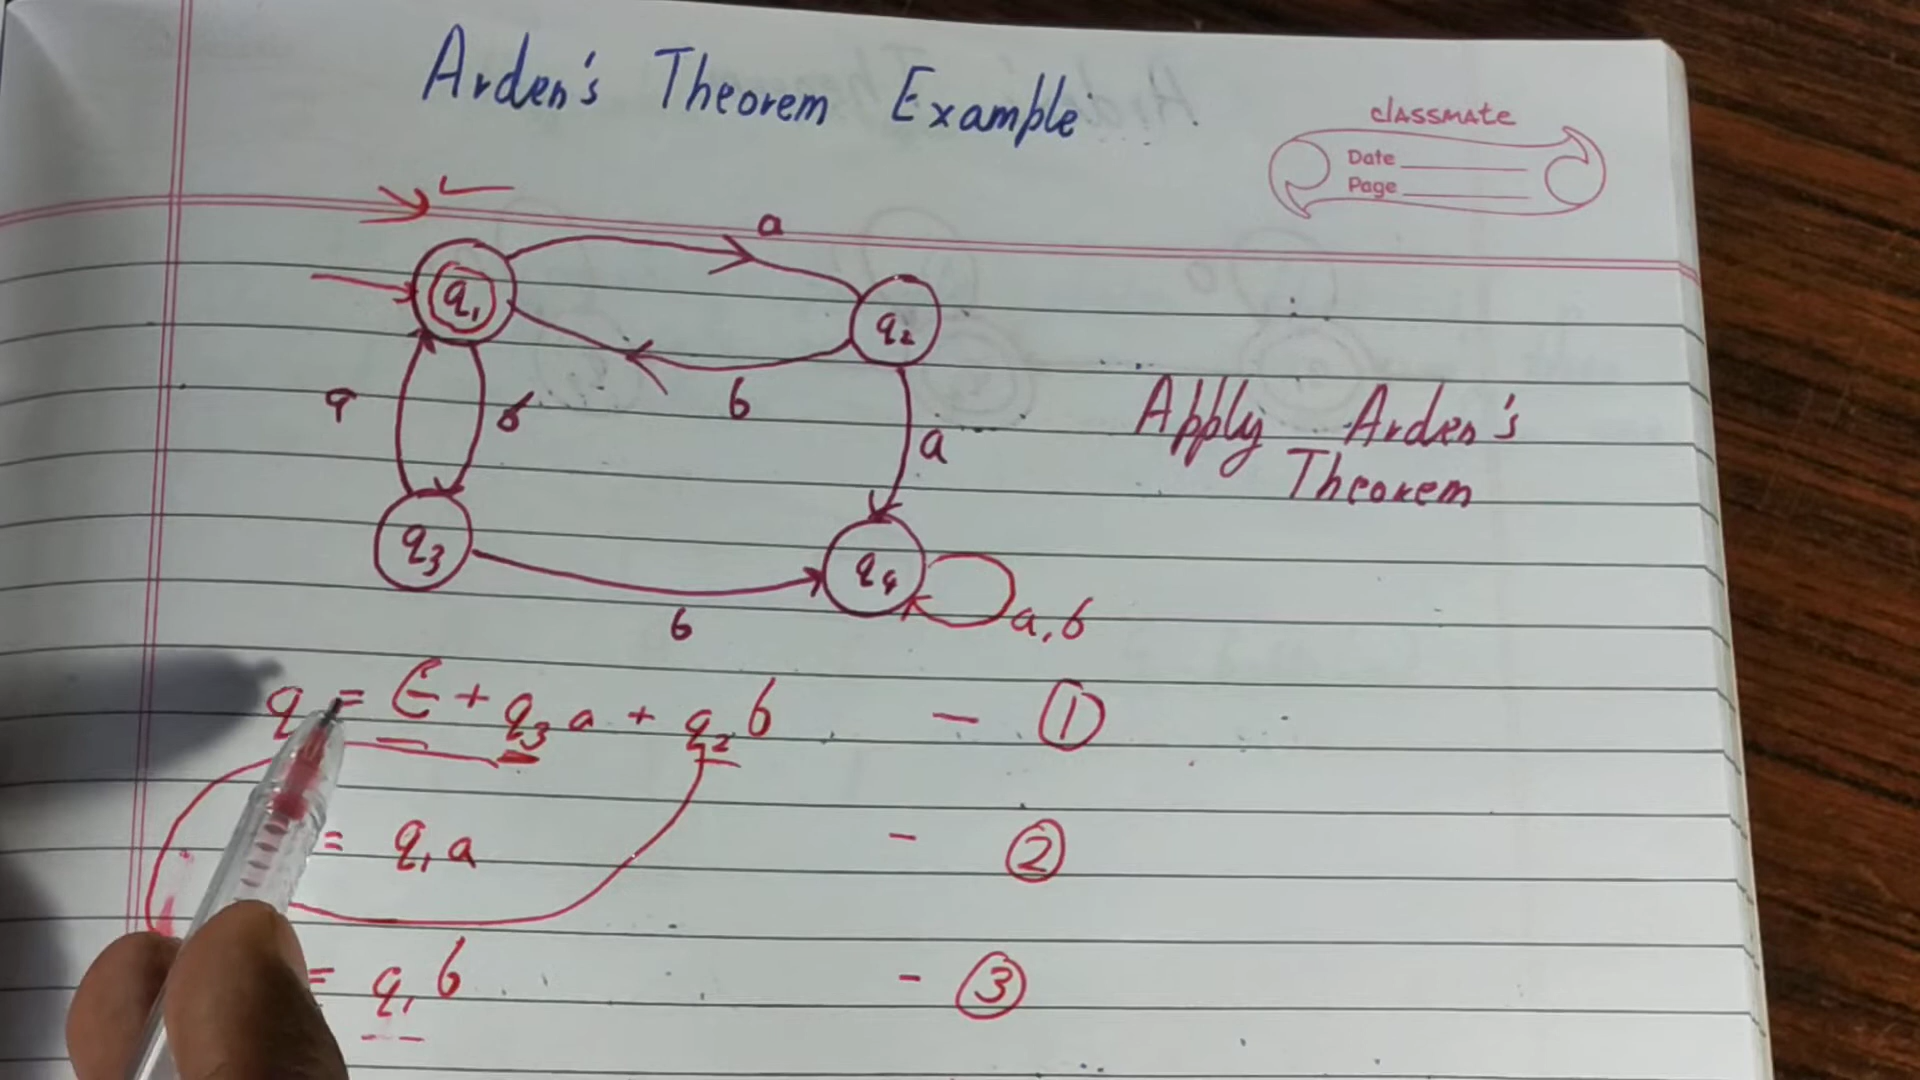 Arden's Theorem Example
classmate
Date
Page
a
q1
q2
b
a
b
a
Apply Arden's
Theorem
q3
q4
a,b
b
= ε + q3 a + q2 b - ①
= q1 a - ②
= q1 b - ③